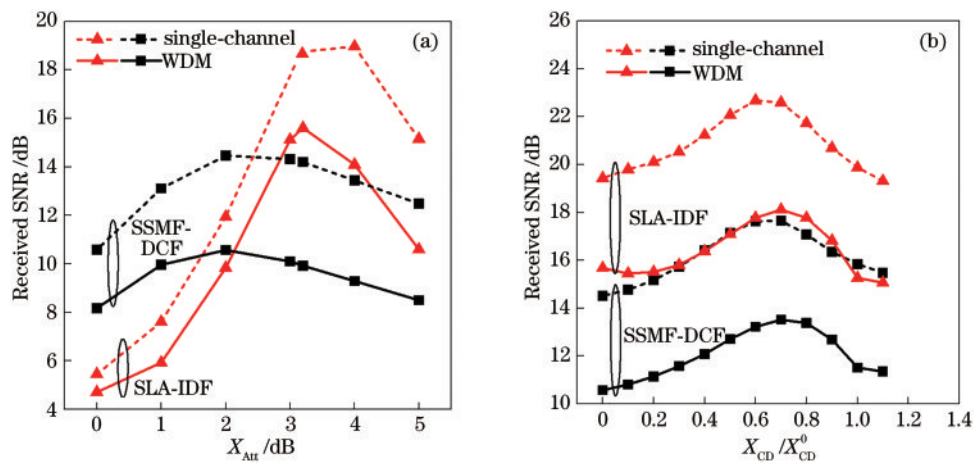 20
18
16
14
12
10
8
6
4
Received SNR /dB
single-channel
WDM
(a)
SSMF-
DCF
SLA-IDF
0 1 2 3 4 5
X_Att /dB
26
24
22
20
18
16
14
12
10
Received SNR /dB
single-channel
WDM
(b)
SLA-IDF
SSMF-DCF
0 0.2 0.4 0.6 0.8 1.0 1.2 1.4
X_CD /X^0_CD